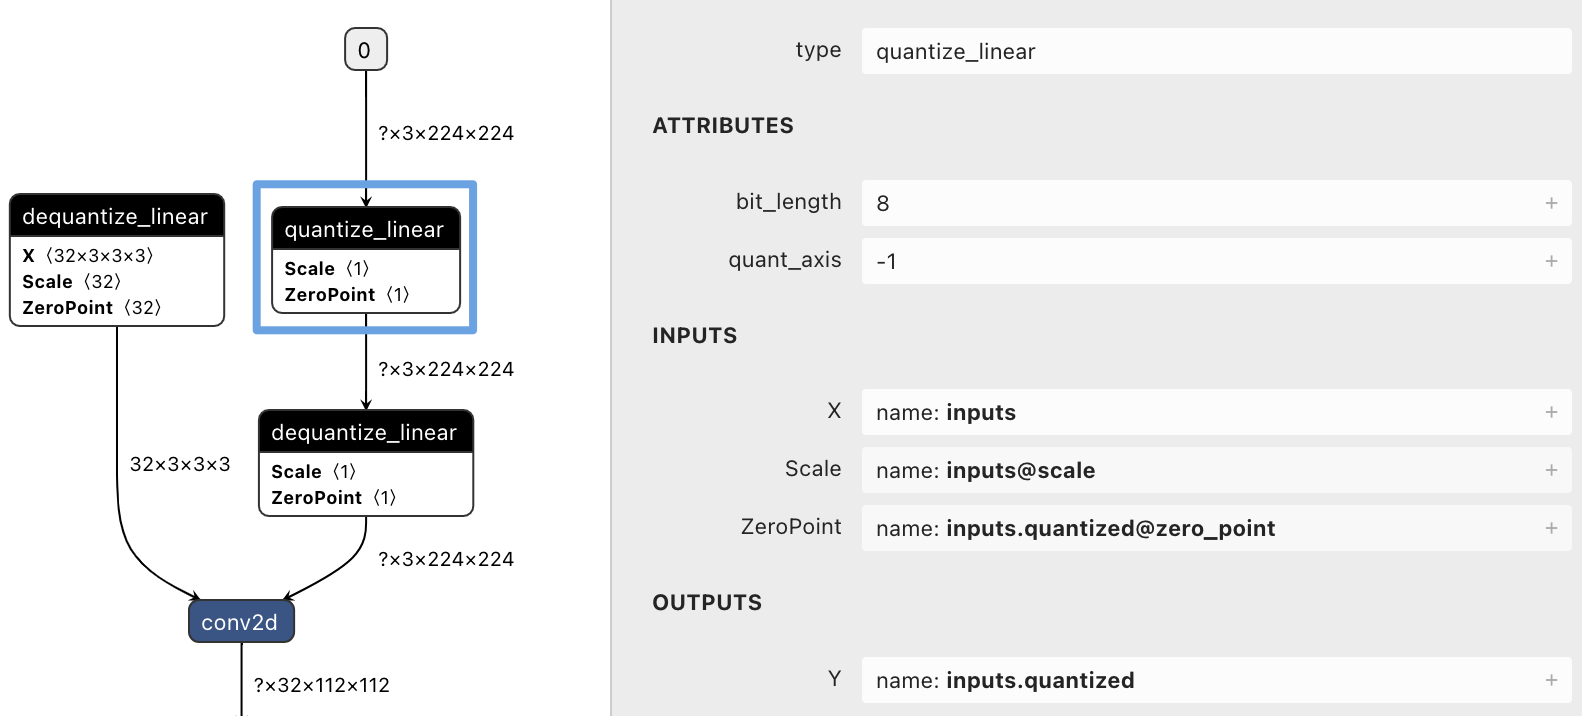 0
?×3×224×224
dequantize_linear
X ⟨32×3×3×3⟩
Scale ⟨32⟩
ZeroPoint ⟨32⟩
quantize_linear
Scale ⟨1⟩
ZeroPoint ⟨1⟩
?×3×224×224
dequantize_linear
Scale ⟨1⟩
ZeroPoint ⟨1⟩
32×3×3×3
?×3×224×224
conv2d
?×32×112×112
type quantize_linear
ATTRIBUTES
bit_length 8 +
quant_axis -1 +
INPUTS
X name: inputs +
Scale name: inputs@scale +
ZeroPoint name: inputs.quantized@zero_point +
OUTPUTS
Y name: inputs.quantized +